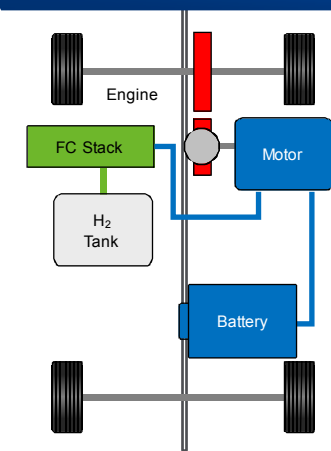 Engine
FC Stack
Motor
H₂
Tank
Battery